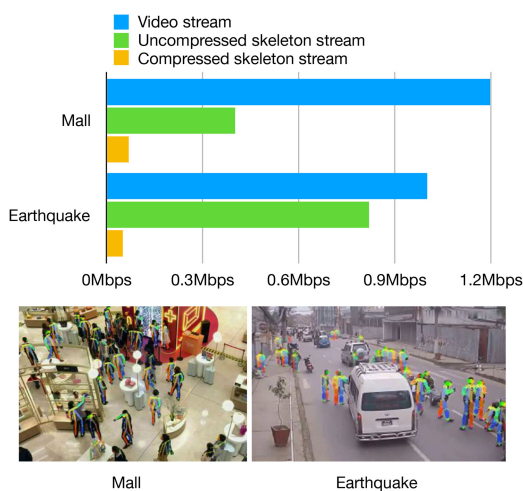 Video stream
Uncompressed skeleton stream
Compressed skeleton stream
Mall
Earthquake
0Mbps 0.3Mbps 0.6Mbps 0.9Mbps 1.2Mbps
Mall Earthquake